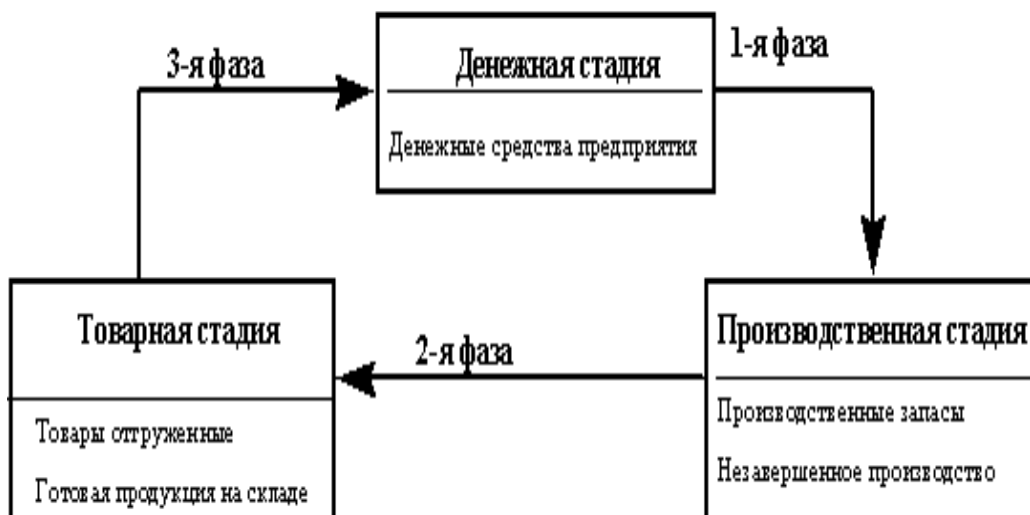 3-я фаза
Денежная стадия
Денежные средства предприятия
1-я фаза
Товарная стадия
Товары отгруженные
Готовая продукция на складе
2-я фаза
Производственная стадия
Производственные запасы
Незавершенное производство